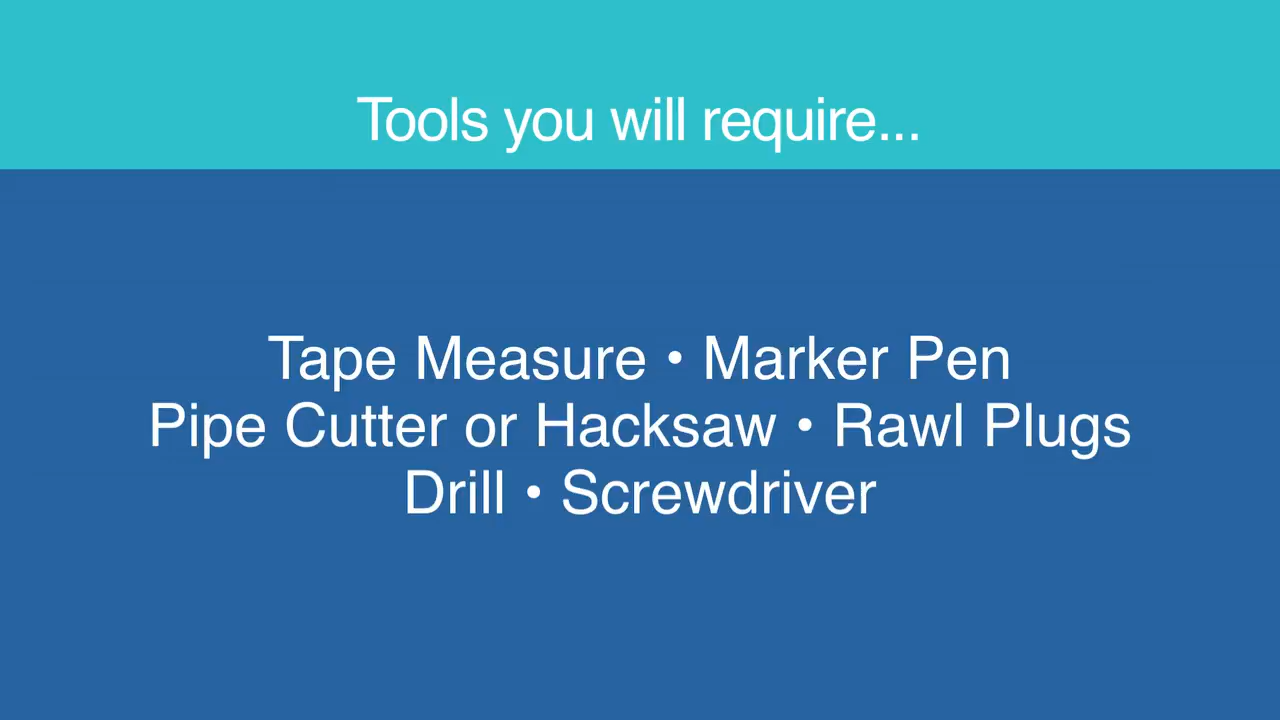 Tools you will require...
Tape Measure • Marker Pen
Pipe Cutter or Hacksaw • Rawl Plugs
Drill • Screwdriver